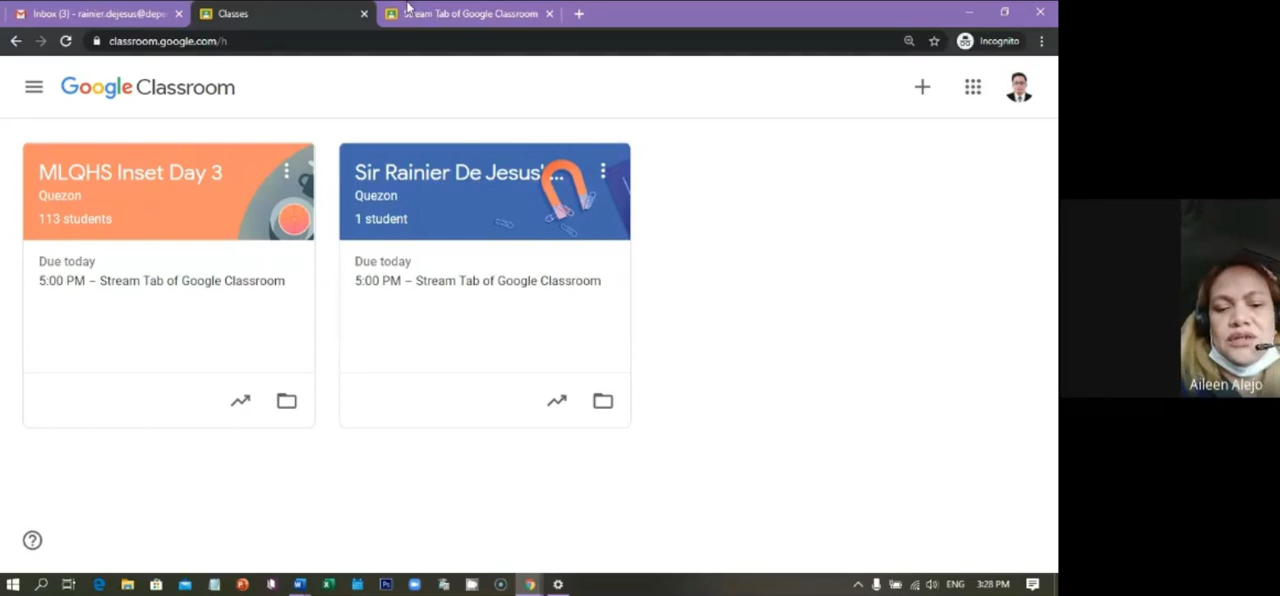 Inbox (3) - rainier.dejesus@depe
Classes
Stream Tab of Google Classroom
classroom.google.com/h
Incognito
Google Classroom
MLQHS Inset Day 3
Quezon
113 students
Due today
5:00 PM – Stream Tab of Google Classroom
Sir Rainier De Jesus'...
Quezon
1 student
Due today
5:00 PM – Stream Tab of Google Classroom
Aileen Alejo
ENG
3:28 PM